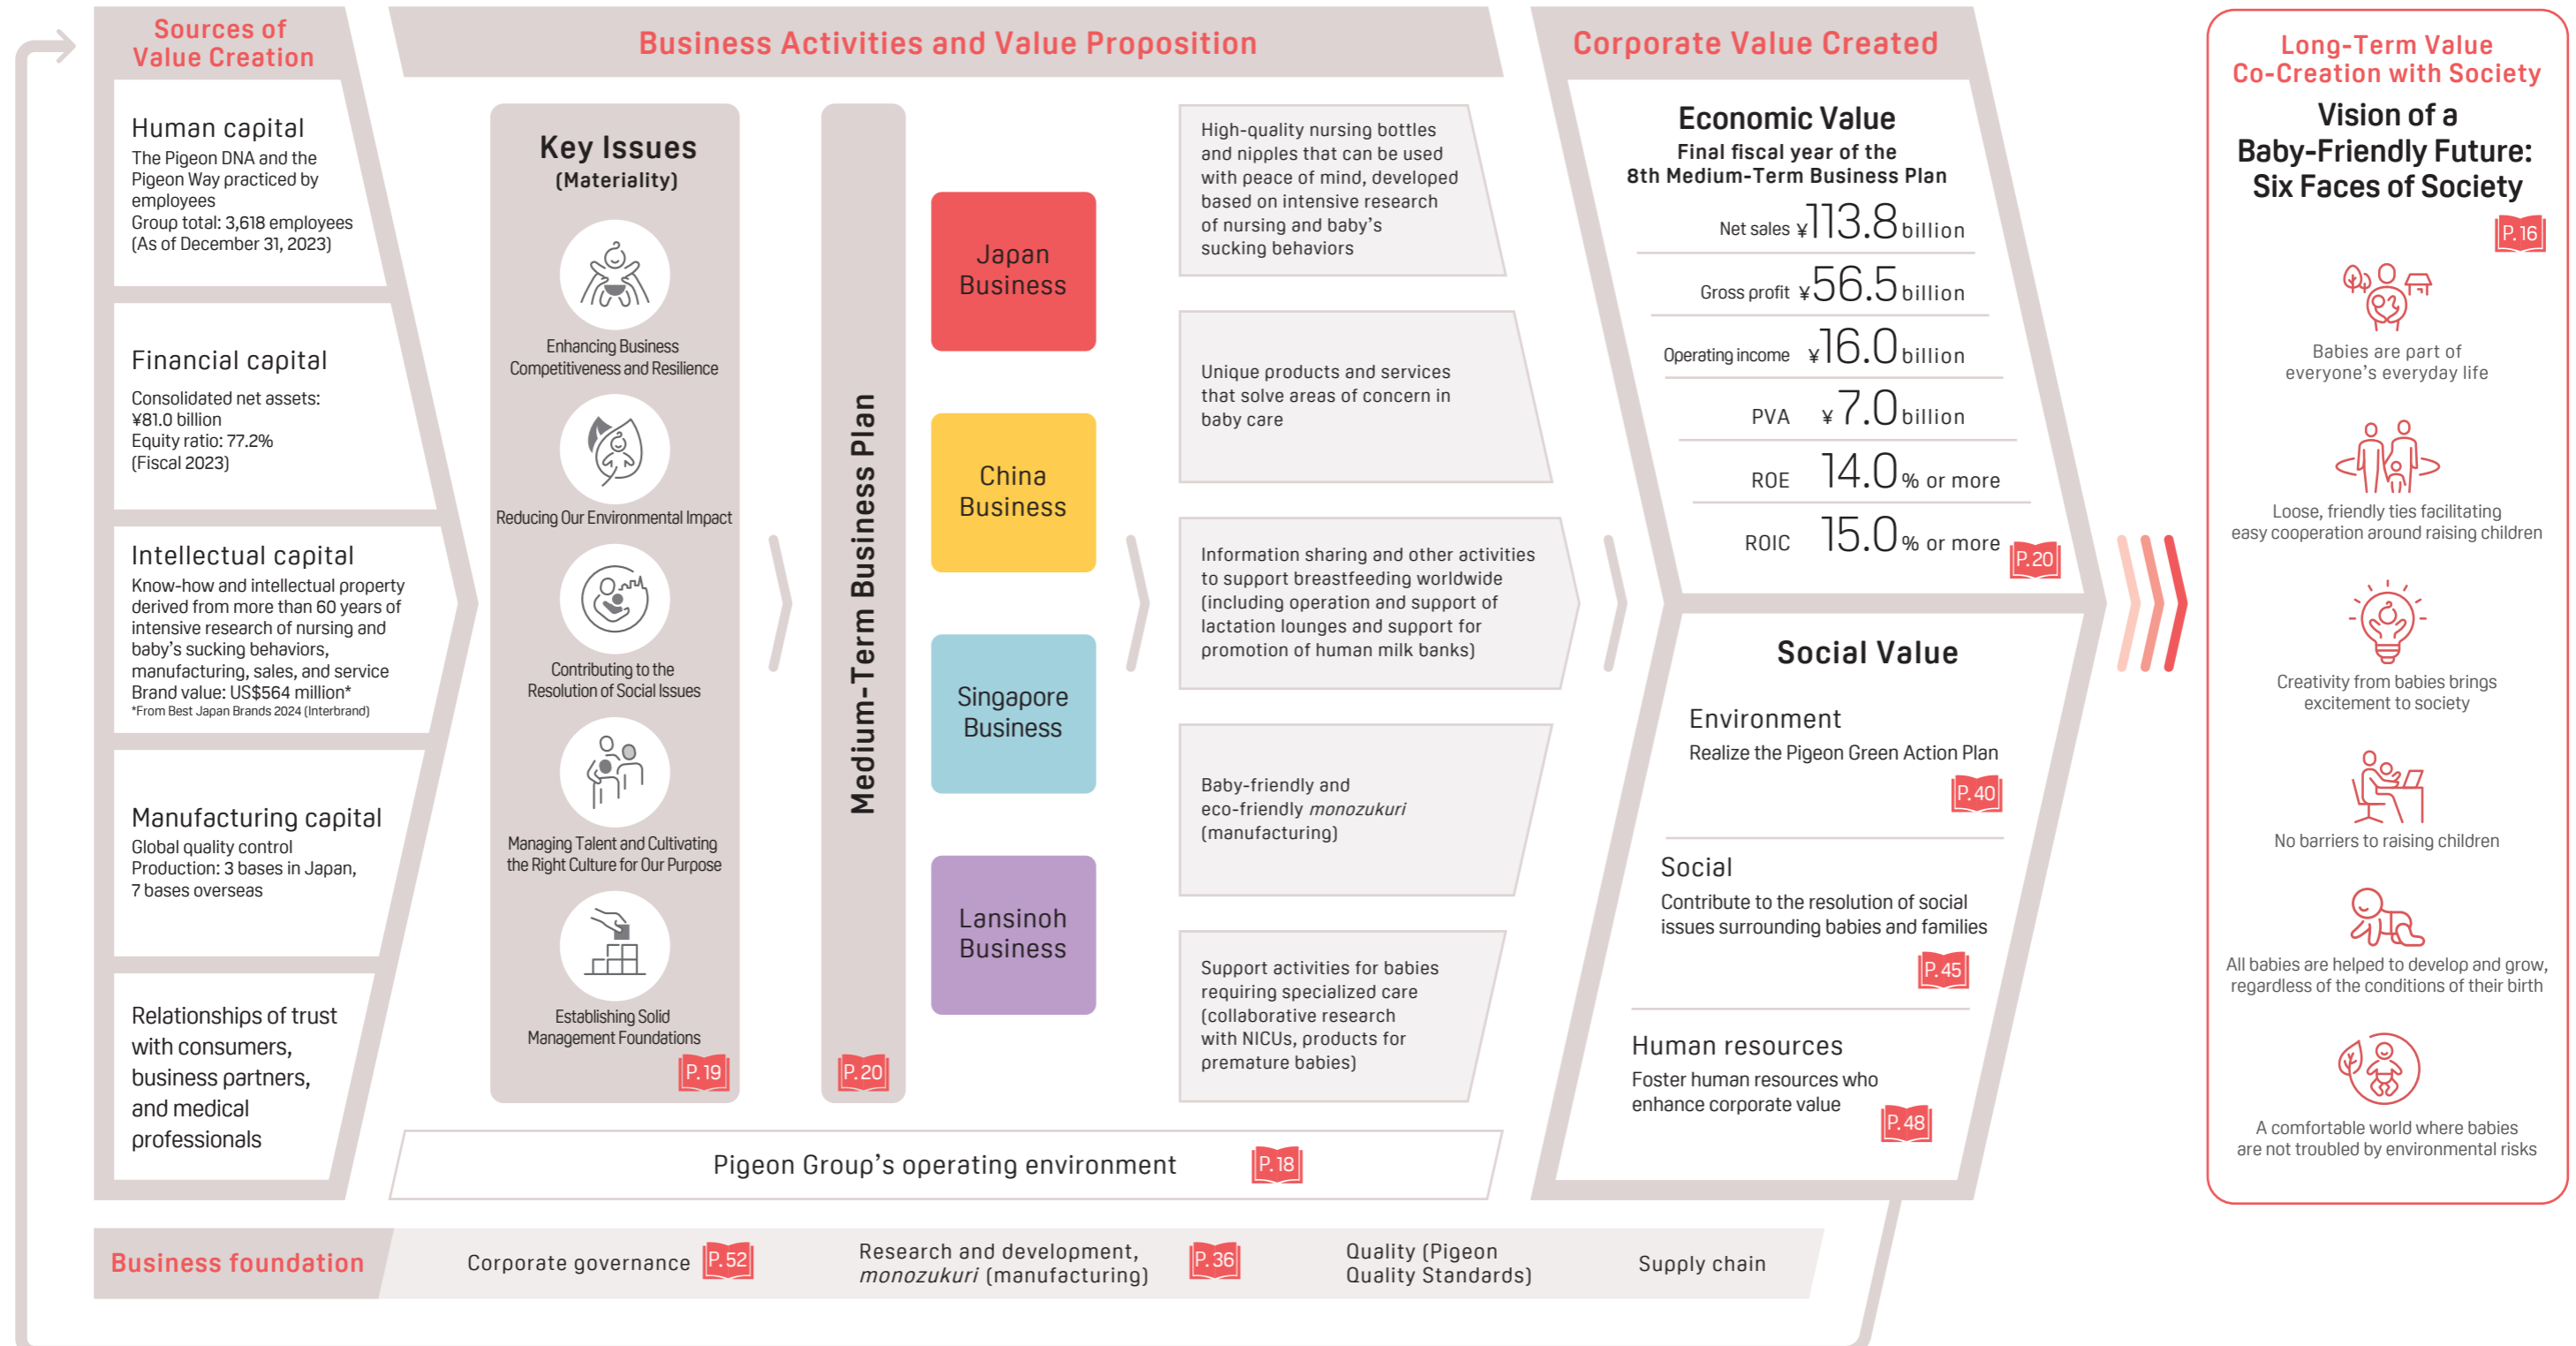 Sources of
Value Creation
Human capital
The Pigeon DNA and the
Pigeon Way practiced by
employees
Group total: 3,618 employees
(As of December 31, 2023)
Financial capital
Consolidated net assets:
¥81.0 billion
Equity ratio: 77.2%
(Fiscal 2023)
Intellectual capital
Know-how and intellectual property
derived from more than 60 years of
intensive research of nursing and
baby's sucking behaviors,
manufacturing, sales, and service
Brand value: US$564 million*
*From Best Japan Brands 2024 (Interbrand)
Manufacturing capital
Global quality control
Production: 3 bases in Japan,
7 bases overseas
Relationships of trust
with consumers,
business partners,
and medical
professionals
Business Activities and Value Proposition
Key Issues
(Materiality)
Enhancing Business
Competitiveness and Resilience
Reducing Our Environmental Impact
Contributing to the
Resolution of Social Issues
Managing Talent and Cultivating
the Right Culture for Our Purpose
Establishing Solid
Management Foundations
P. 19
Medium-Term Business Plan
P. 20
Japan
Business
China
Business
Singapore
Business
Lansinoh
Business
High-quality nursing bottles
and nipples that can be used
with peace of mind, developed
based on intensive research
of nursing and baby's
sucking behaviors
Unique products and services
that solve areas of concern in
baby care
Information sharing and other activities
to support breastfeeding worldwide
(including operation and support of
lactation lounges and support for
promotion of human milk banks)
Baby-friendly and
eco-friendly monozukuri
(manufacturing)
Support activities for babies
requiring specialized care
(collaborative research
with NICUs, products for
premature babies)
Pigeon Group's operating environment P. 18
Corporate Value Created
Economic Value
Final fiscal year of the
8th Medium-Term Business Plan
Net sales ¥113.8 billion
Gross profit ¥56.5 billion
Operating income ¥16.0 billion
PVA ¥7.0 billion
ROE 14.0 % or more
ROIC 15.0 % or more
P. 20
Social Value
Environment
Realize the Pigeon Green Action Plan
P. 40
Social
Contribute to the resolution of social
issues surrounding babies and families
P. 45
Human resources
Foster human resources who
enhance corporate value
P. 48
Long-Term Value
Co-Creation with Society
Vision of a
Baby-Friendly Future:
Six Faces of Society
P. 16
Babies are part of
everyone's everyday life
Loose, friendly ties facilitating
easy cooperation around raising children
Creativity from babies brings
excitement to society
No barriers to raising children
All babies are helped to develop and grow,
regardless of the conditions of their birth
A comfortable world where babies
are not troubled by environmental risks
Business foundation
Corporate governance P. 52
Research and development,
monozukuri (manufacturing)
P. 36
Quality (Pigeon
Quality Standards)
Supply chain